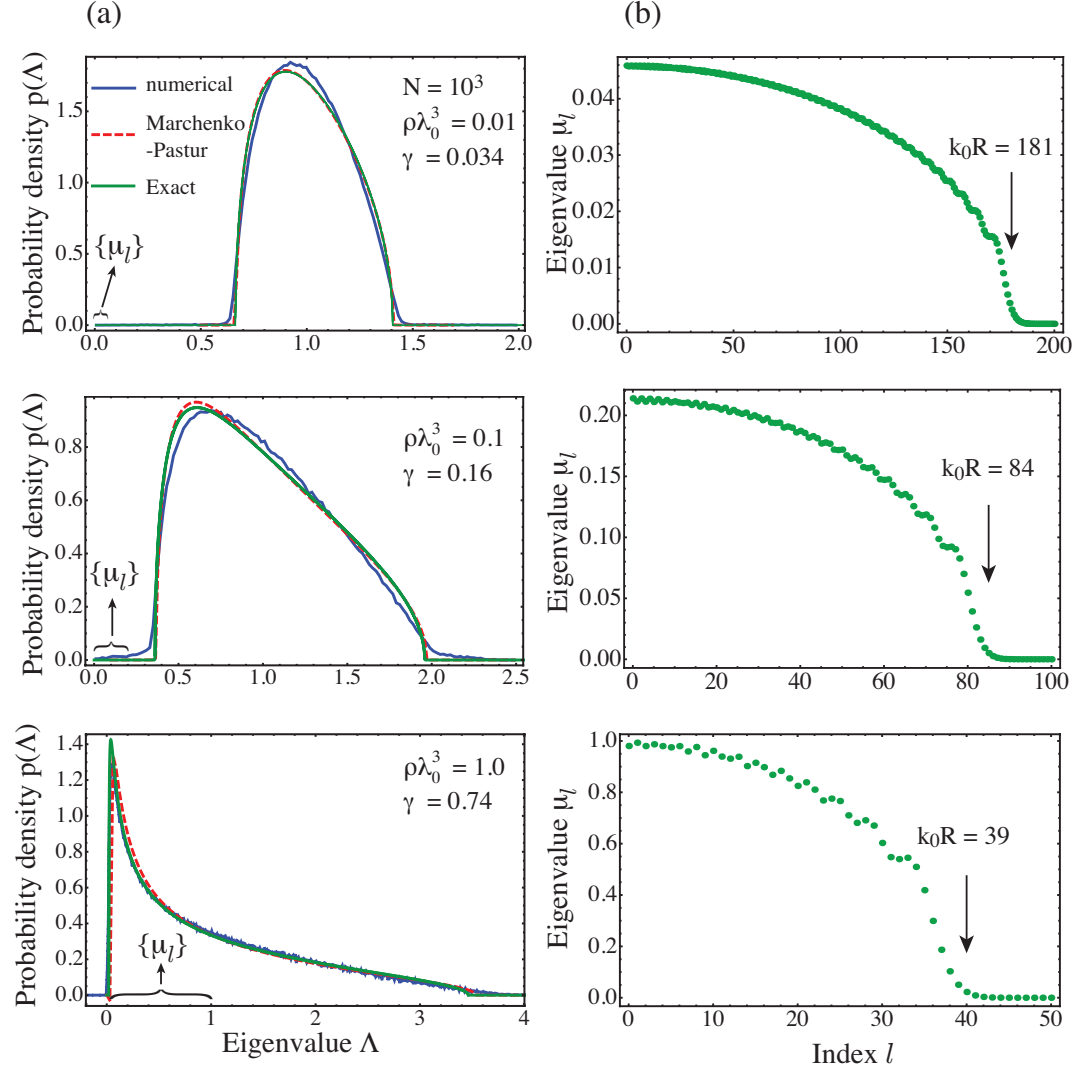 (a)
(b)
Probability density p(Λ)
numerical
Marchenko
-Pastur
Exact
N = 10³
ρλ₀³ = 0.01
γ = 0.034
{μ_l}
0.0
0.5
1.0
1.5
0.0 0.5 1.0 1.5 2.0
Eigenvalue μ_l
k₀R = 181
0.04
0.03
0.02
0.01
0.00
0 50 100 150 200
Probability density p(Λ)
ρλ₀³ = 0.1
γ = 0.16
{μ_l}
0.8
0.6
0.4
0.2
0.0
0.0 0.5 1.0 1.5 2.0 2.5
Eigenvalue μ_l
k₀R = 84
0.20
0.15
0.10
0.05
0.00
0 20 40 60 80 100
Probability density p(Λ)
ρλ₀³ = 1.0
γ = 0.74
{μ_l}
1.4
1.2
1.0
0.8
0.6
0.4
0.2
0.0
0 1 2 3 4
Eigenvalue Λ
Eigenvalue μ_l
k₀R = 39
1.0
0.8
0.6
0.4
0.2
0.0
0 10 20 30 40 50
Index l